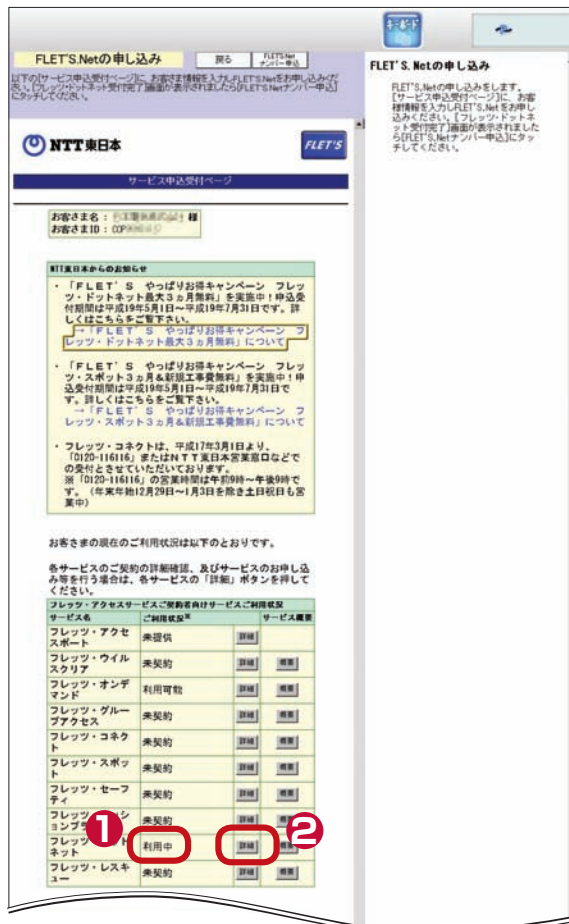 キーボード
FLET'S.Netの申し込み
戻る
FLET'S.Net
ナンバー申込
以下の[サービス申込受付ページ]に、お客さま情報を入力しFLET'S.Netをお申し込みくだ
さい。[フレッツ・ドットネット受付完了]画面が表示されましたら[FLET'S.Netナンバー申込]
にタッチしてください。
FLET'S.Netの申し込み
FLET'S.Netの申し込みをします。
[サービス申込受付ページ]に、お客
様情報を入力しFLET'S.Netをお申し
込みください。[フレッツ・ドットネ
ット受付完了]画面が表示されました
ら[FLET'S.Netナンバー申込]にタッ
チしてください。
NTT東日本
FLET'S
サービス申込受付ページ
お客さま名: 様
お客さまID: COP
NTT東日本からのお知らせ
・「FLET'S やっぱりお得キャンペーン フレッ
ツ・ドットネット最大3ヵ月無料」を実施中!申込受
付期間は平成19年5月1日~平成19年7月31日です。詳
しくはこちらをご覧下さい。
→「FLET'S やっぱりお得キャンペーン フ
レッツ・ドットネット最大3ヵ月無料」について
・「FLET'S やっぱりお得キャンペーン フレッ
ツ・スポット3ヵ月&新規工事費無料」を実施中!申
込受付期間は平成19年5月1日~平成19年7月31日で
す。詳しくはこちらをご覧下さい。
→「FLET'S やっぱりお得キャンペーン フ
レッツ・スポット3ヵ月&新規工事費無料」について
・フレッツ・コネクトは、平成17年3月1日より、
「0120-116116」またはNTT東日本営業窓口などで
の受付とさせていただいております。
※「0120-116116」の営業時間は午前9時~午後9時で
す。(年末年始12月29日~1月3日を除き土日祝日も営
業中)
お客さまの現在のご利用状況は以下のとおりです。
各サービスのご契約の詳細確認、及びサービスのお申し込
み等を行う場合は、各サービスの「詳細」ボタンを押して
ください。
フレッツ・アクセスサービスご契約者向けサービスご利用状況
サービス名 ご利用状況※ サービス概要
フレッツ・アクセ
スポート 未提供 詳細
フレッツ・ウイル
スクリア 未契約 詳細 概要
フレッツ・オンデ
マンド 利用可能 詳細 概要
フレッツ・グルー
プアクセス 未契約 詳細 概要
フレッツ・コネク
ト 未契約 詳細 概要
フレッツ・スポッ
ト 未契約 詳細 概要
フレッツ・セーフ
ティ 未契約 詳細 概要
フレッツ シ
ョンプラ 未契約 詳細 概
フレッツ ト
ネット 利用中 詳細 概要
フレッツ・レスキ
ュー 未契約 詳細 概要
1
2